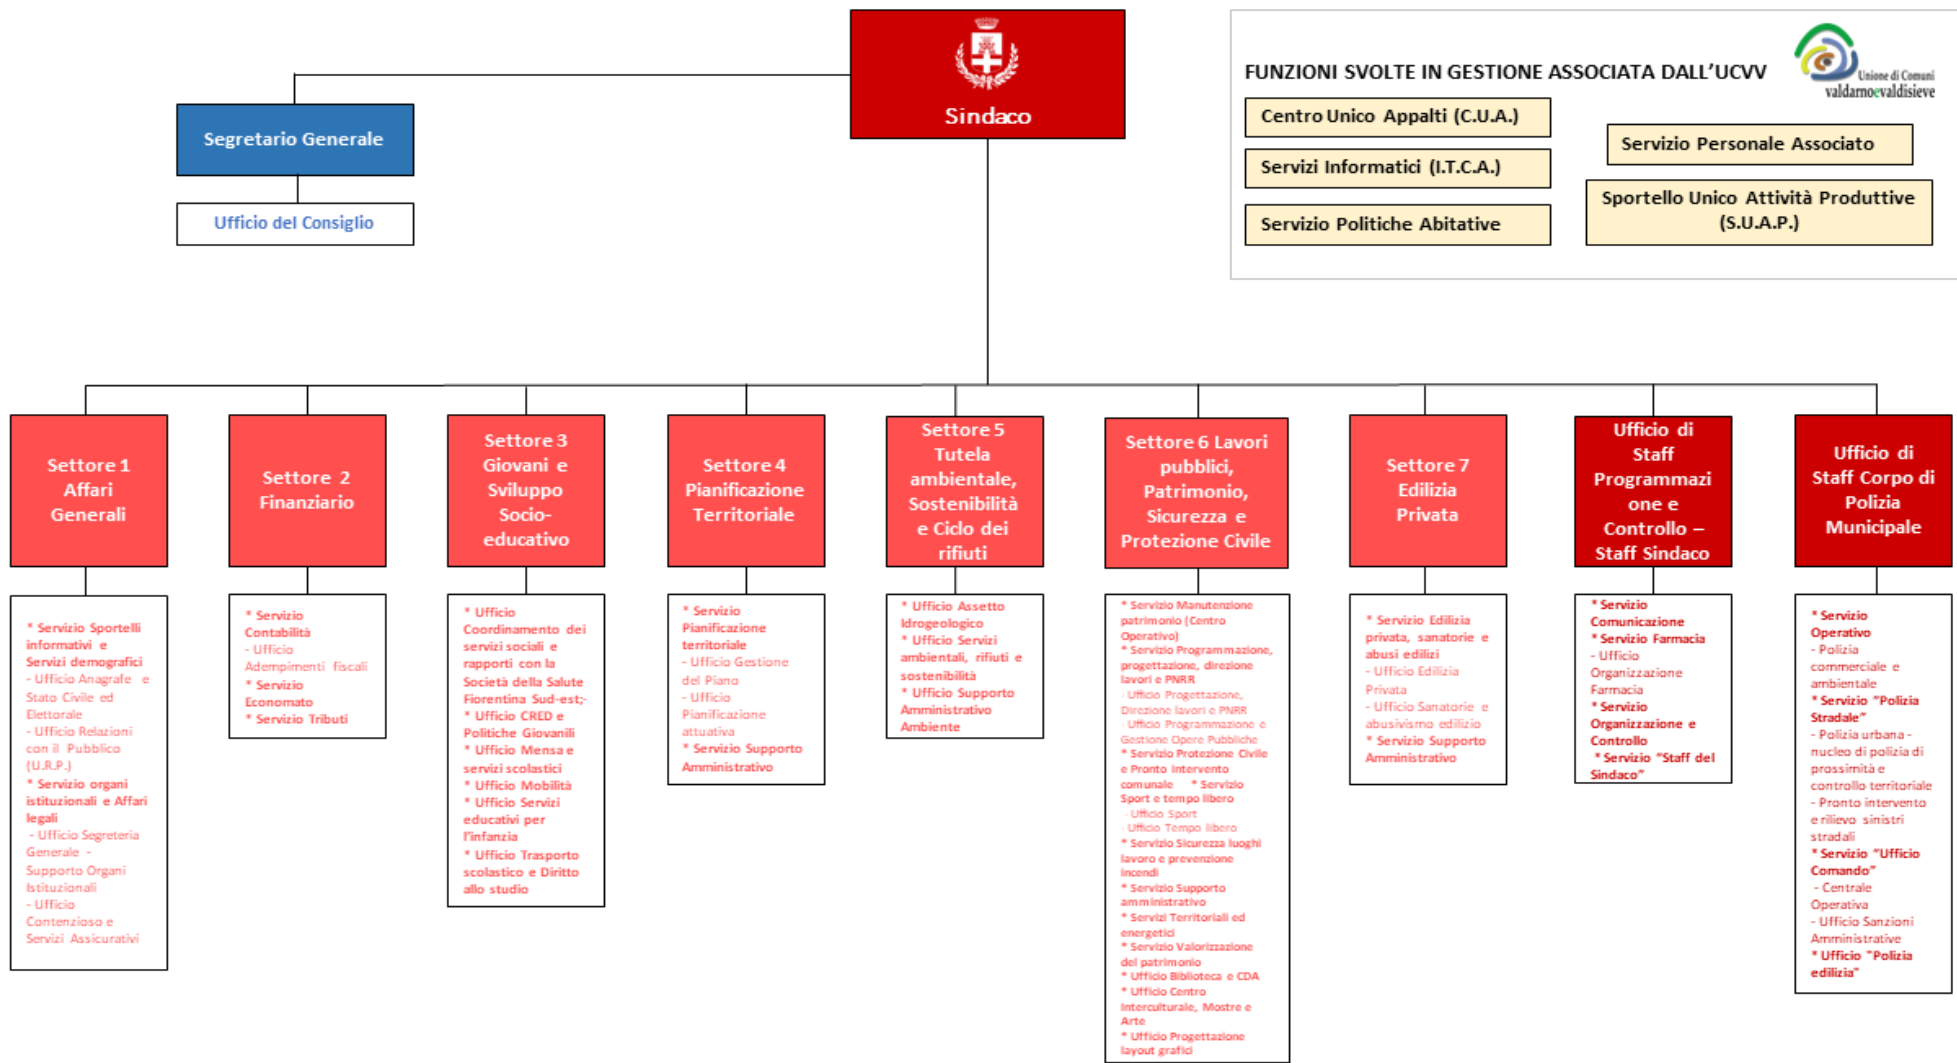 Sindaco
Segretario Generale
Ufficio del Consiglio
FUNZIONI SVOLTE IN GESTIONE ASSOCIATA DALL'UCVV
Unione di Comuni
valdarnoevaldisieve
Centro Unico Appalti (C.U.A.)
Servizi Informatici (I.T.C.A.)
Servizio Politiche Abitative
Servizio Personale Associato
Sportello Unico Attività Produttive
(S.U.A.P.)
Settore 1
Affari
Generali
* Servizio Sportelli
informativi e
Servizi demografici
- Ufficio Anagrafe e
Stato Civile ed
Elettorale
- Ufficio Relazioni
con il Pubblico
(U.R.P.)
* Servizio organi
istituzionali e Affari
legali
- Ufficio Segreteria
Generale -
Supporto Organi
Istituzionali
- Ufficio
Contenzioso e
Servizi Assicurativi
Settore 2
Finanziario
* Servizio
Contabilità
- Ufficio
Adempimenti fiscali
* Servizio
Economato
* Servizio Tributi
Settore 3
Giovani e
Sviluppo
Socio-
educativo
* Ufficio
Coordinamento dei
servizi sociali e
rapporti con la
Società della Salute
Fiorentina Sud-est;-
* Ufficio CRED e
Politiche Giovanili
* Ufficio Mensa e
servizi scolastici
* Ufficio Mobilità
* Ufficio Servizi
educativi per
l'infanzia
* Ufficio Trasporto
scolastico e Diritto
allo studio
Settore 4
Pianificazione
Territoriale
* Servizio
Pianificazione
territoriale
- Ufficio Gestione
del Piano
- Ufficio
Pianificazione
attuativa
* Servizio Supporto
Amministrativo
Settore 5
Tutela
ambientale,
Sostenibilità
e Ciclo dei
rifiuti
* Ufficio Assetto
Idrogeologico
* Ufficio Servizi
ambientali, rifiuti e
sostenibilità
* Ufficio Supporto
Amministrativo
Ambiente
Settore 6 Lavori
pubblici,
Patrimonio,
Sicurezza e
Protezione Civile
* Servizio Manutenzione
patrimonio (Centro
Operativo)
* Servizio Programmazione,
progettazione, direzione
lavori e PNRR
- Ufficio Progettazione,
Direzione lavori e PNRR
- Ufficio Programmazione e
Gestione Opere Pubbliche
* Servizio Protezione Civile
e Pronto intervento
comunale * Servizio
Sport e tempo libero
- Ufficio Sport
- Ufficio Tempo libero
* Servizio Sicurezza luoghi
lavoro e prevenzione
incendi
* Servizio Supporto
amministrativo
* Servizi Territoriali ed
energetici
* Servizio Valorizzazione
del patrimonio
* Ufficio Biblioteca e CDA
* Ufficio Centro
Interculturale, Mostre e
Arte
* Ufficio Progettazione
layout grafici
Settore 7
Edilizia
Privata
* Servizio Edilizia
privata, sanatorie e
abusi edilizi
- Ufficio Edilizia
Privata
- Ufficio Sanatorie e
abusivismo edilizio
* Servizio Supporto
Amministrativo
Ufficio di
Staff
Programmazi
one e
Controllo –
Staff Sindaco
* Servizio
Comunicazione
* Servizio Farmacia
- Ufficio
Organizzazione
Farmacia
* Servizio
Organizzazione e
Controllo
* Servizio "Staff del
Sindaco"
Ufficio di
Staff Corpo di
Polizia
Municipale
* Servizio
Operativo
- Polizia
commerciale e
ambientale
* Servizio "Polizia
Stradale"
- Polizia urbana -
nucleo di polizia di
prossimità e
controllo territoriale
- Pronto intervento
e rilievo sinistri
stradali
* Servizio "Ufficio
Comando"
- Centrale
Operativa
- Ufficio Sanzioni
Amministrative
* Ufficio "Polizia
edilizia"